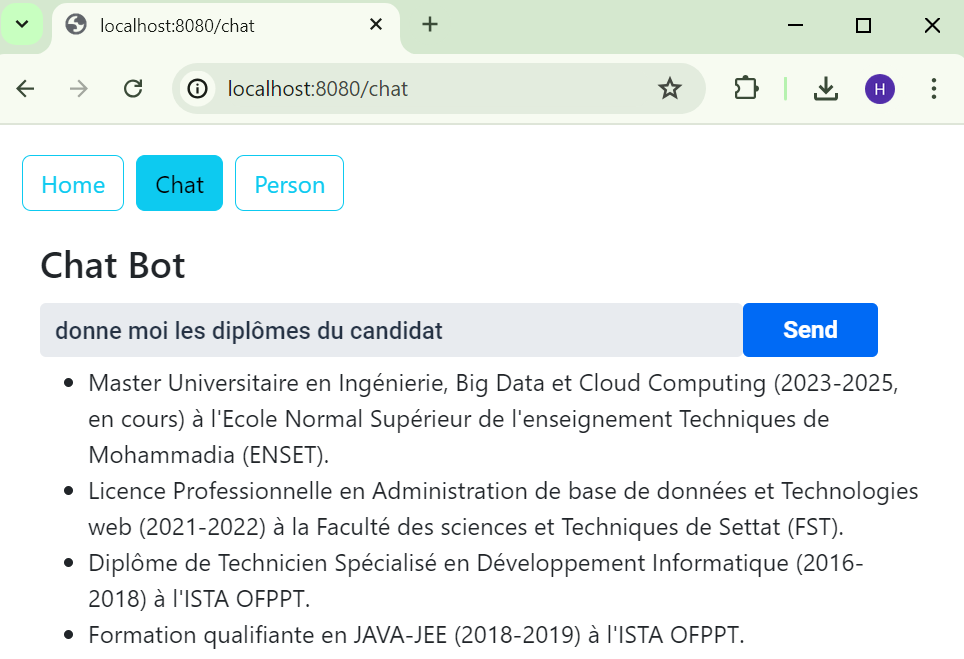 localhost:8080/chat
localhost:8080/chat
H
Home Chat Person
Chat Bot
donne moi les diplômes du candidat Send
Master Universitaire en Ingénierie, Big Data et Cloud Computing (2023-2025,
en cours) à l'Ecole Normal Supérieur de l'enseignement Techniques de
Mohammadia (ENSET).
Licence Professionnelle en Administration de base de données et Technologies
web (2021-2022) à la Faculté des sciences et Techniques de Settat (FST).
Diplôme de Technicien Spécialisé en Développement Informatique (2016-
2018) à l'ISTA OFPPT.
Formation qualifiante en JAVA-JEE (2018-2019) à l'ISTA OFPPT.